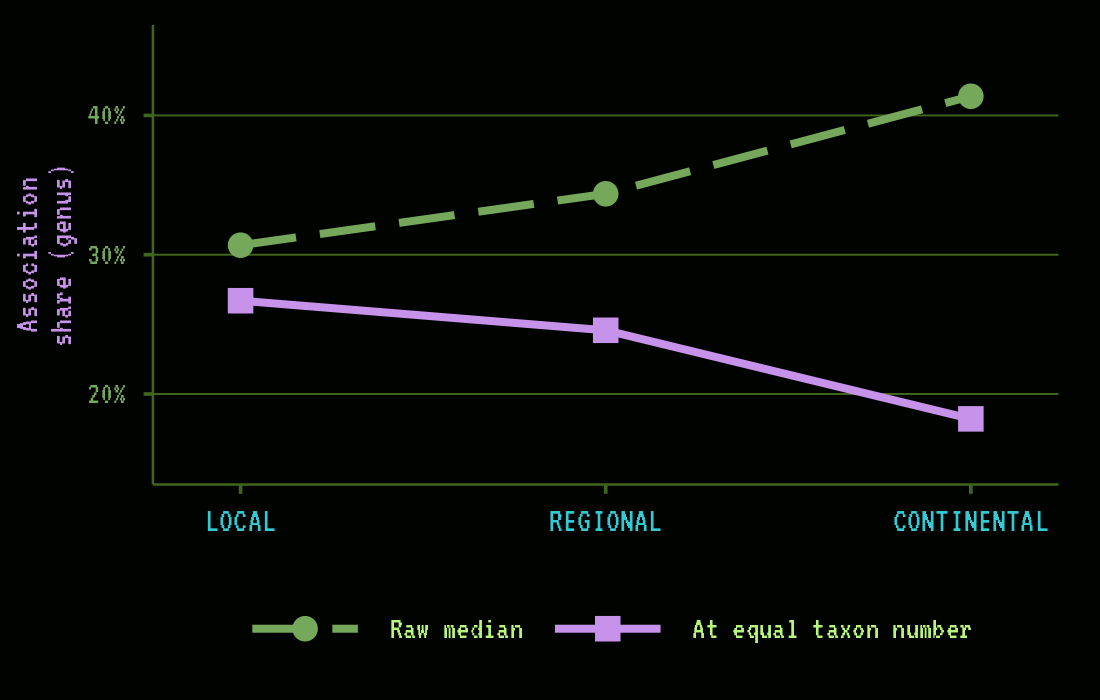 Association
share (genus)
40%
30%
20%
LOCAL REGIONAL CONTINENTAL
Raw median At equal taxon number